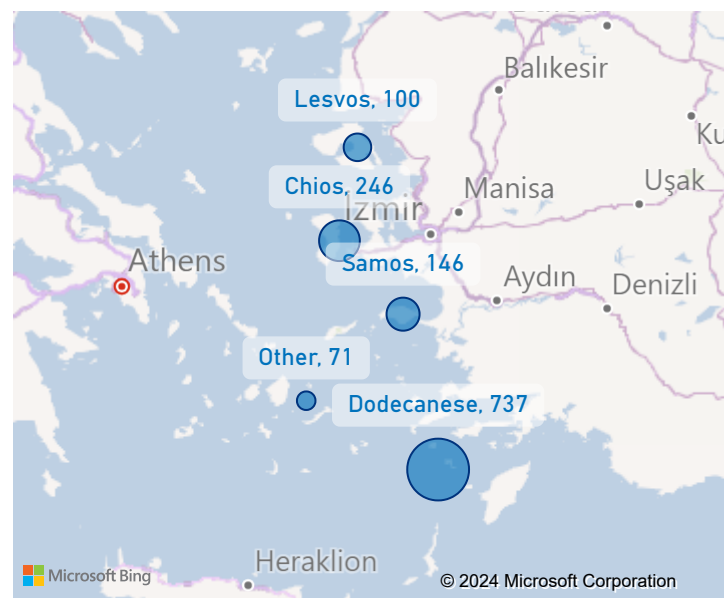 Balıkesir
Lesvos, 100
Ku
Chios, 246
Manisa
Uşak
İzmir
Athens
Samos, 146
Aydın
Denizli
Other, 71
Dodecanese, 737
Heraklion
Microsoft Bing
© 2024 Microsoft Corporation